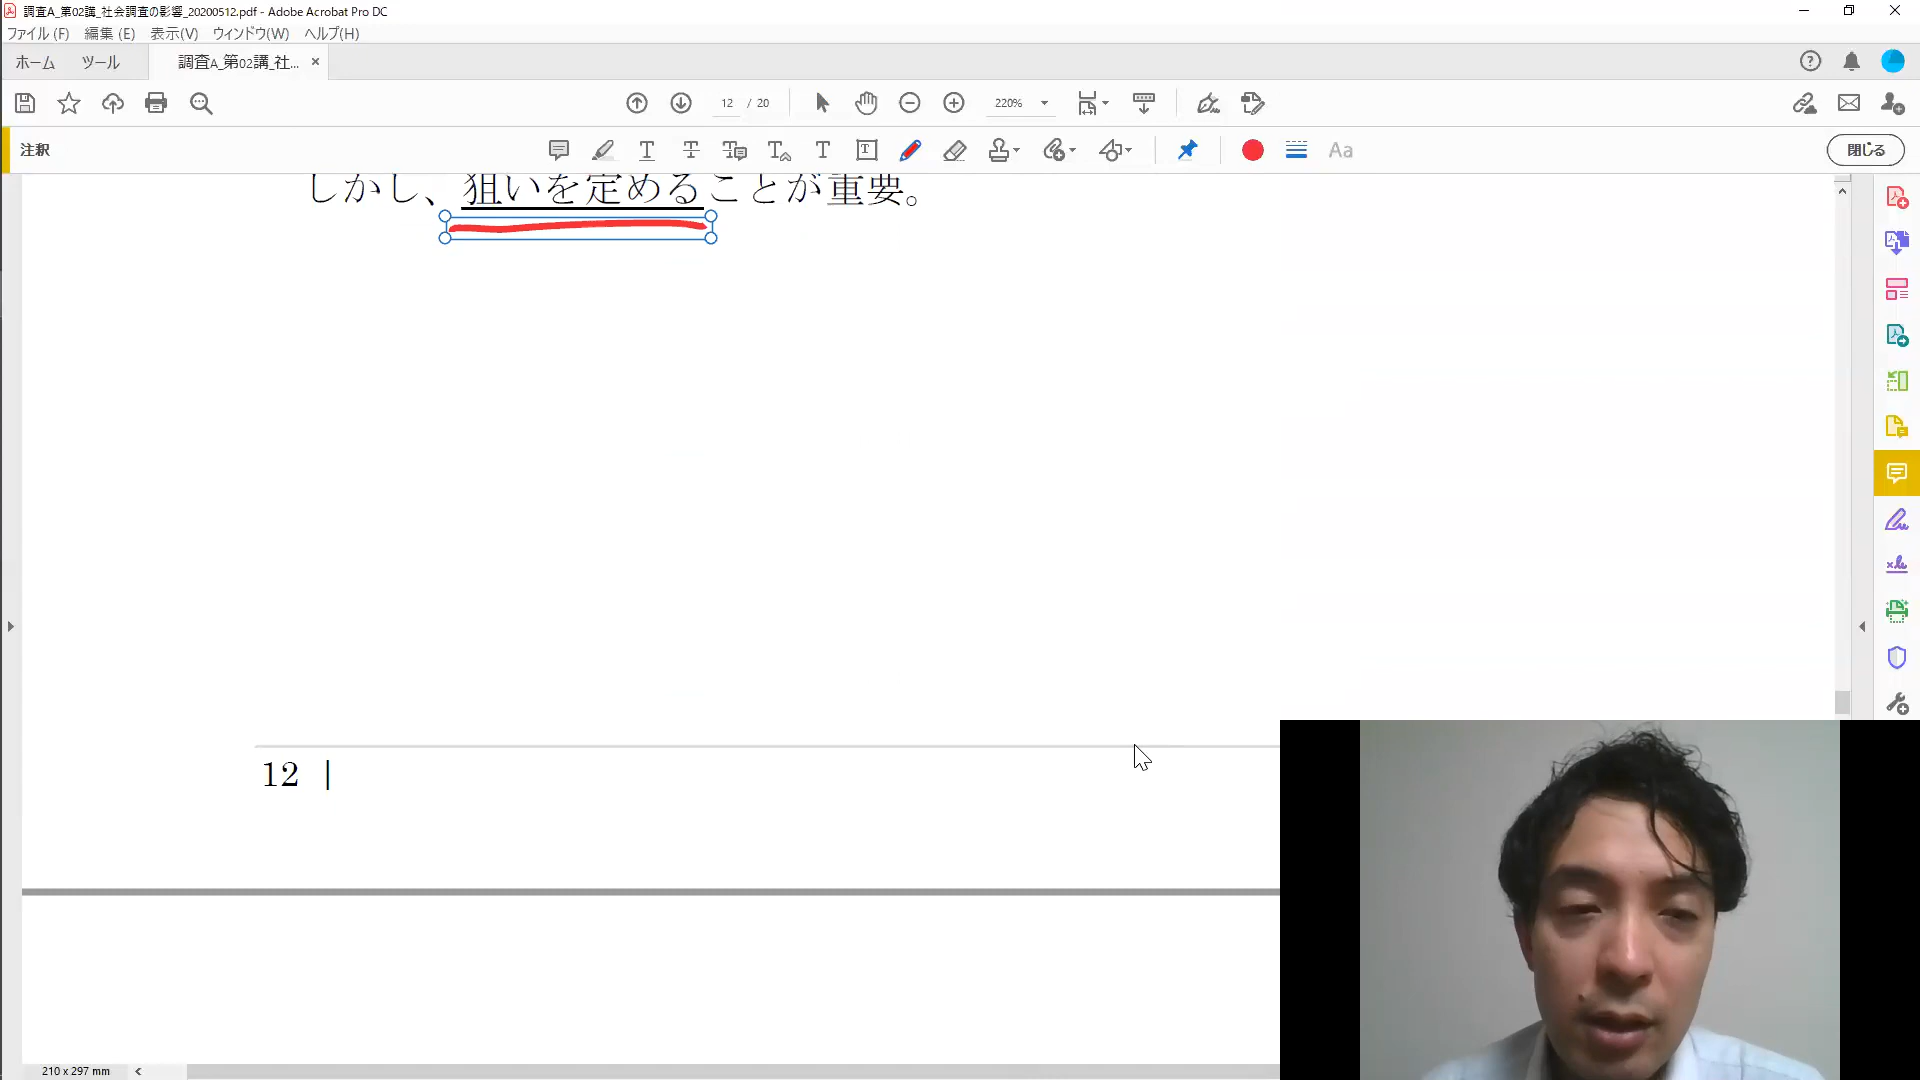 調査A_第02講_社会調査の影響_20200512.pdf - Adobe Acrobat Pro DC
ファイル(F) 編集(E) 表示(V) ウィンドウ(W) ヘルプ(H)
ホーム ツール 調査A_第02講_社... ×
12 / 20 220%
注釈 T T T T T T Aa 閉じる
しかし、狙いを定めることが重要。
12 |
210 x 297 mm